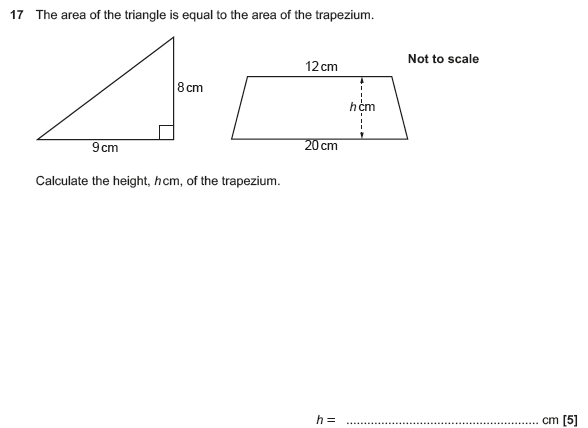 17 The area of the triangle is equal to the area of the trapezium.
Not to scale
12 cm
8 cm
h cm
9 cm
20 cm
Calculate the height, h cm, of the trapezium.
h = ....................................................... cm [5]